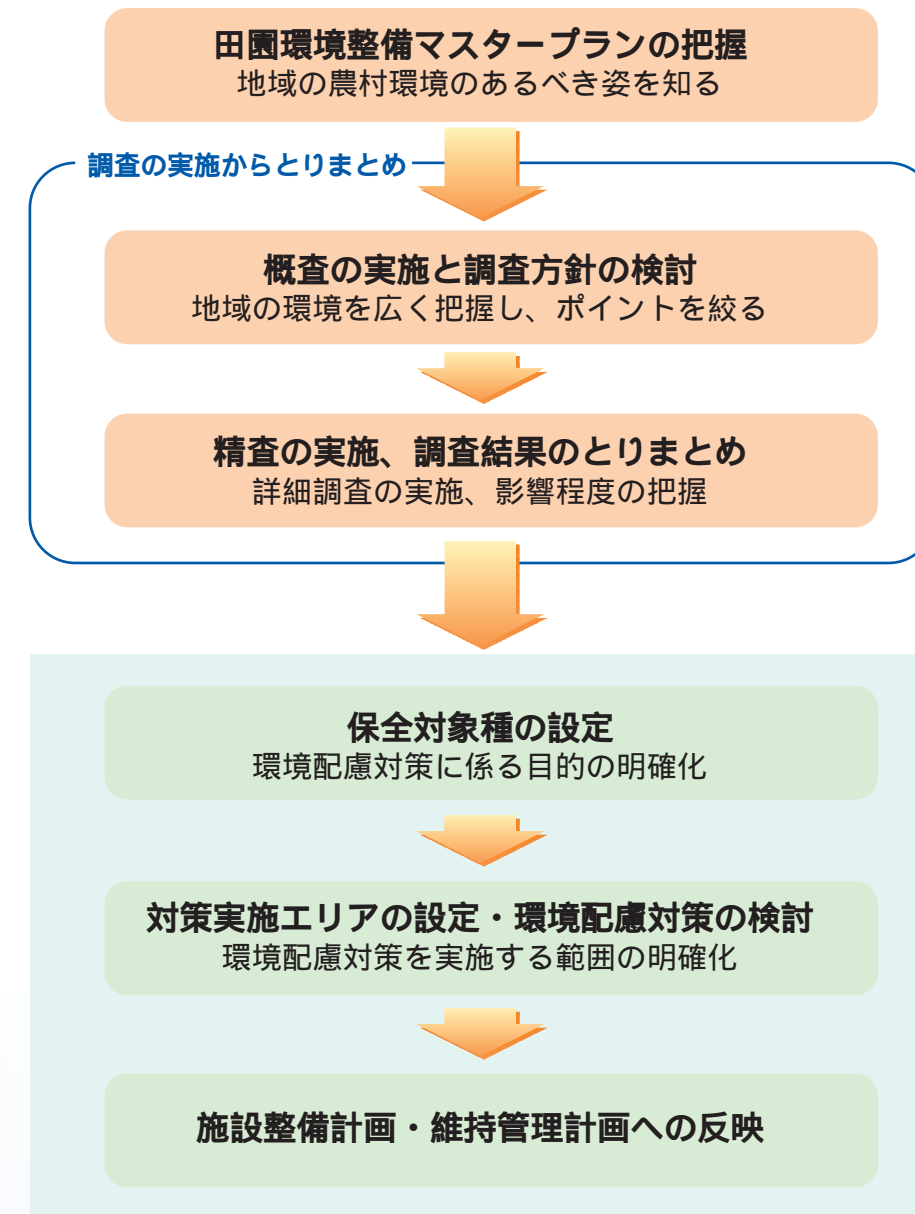 田園環境整備マスタープランの把握
地域の農村環境のあるべき姿を知る
調査の実施からとりまとめ
概査の実施と調査方針の検討
地域の環境を広く把握し、ポイントを絞る
精査の実施、調査結果のとりまとめ
詳細調査の実施、影響程度の把握
保全対象種の設定
環境配慮対策に係る目的の明確化
対策実施エリアの設定・環境配慮対策の検討
環境配慮対策を実施する範囲の明確化
施設整備計画・維持管理計画への反映